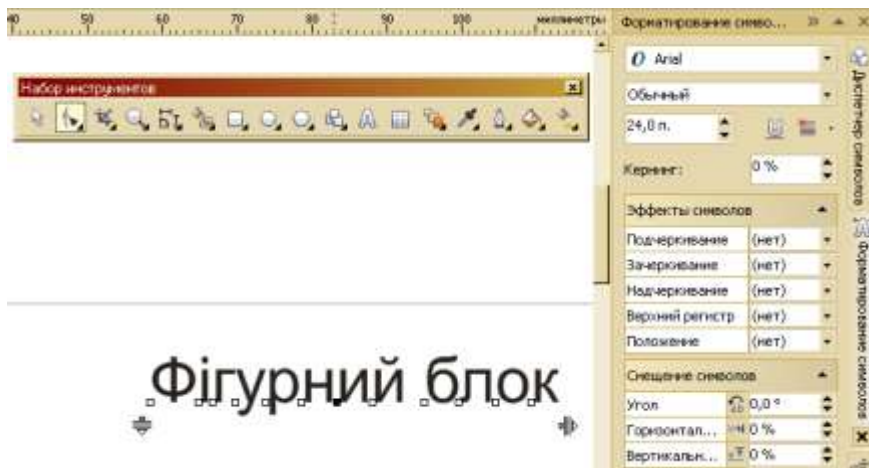 40 50 60 70 80 90 100 миллиметры
Форматирование симво...
Набор инструментов
Arial
Обычный
24,0 п.
Кернинг: 0 %
Эффекты символов
Подчеркивание (нет)
Зачеркивание (нет)
Надчеркивание (нет)
Верхний регистр (нет)
Положение (нет)
Смещение символов
Угол 0,0 °
Горизонтал... 0 %
Вертикальн... 0 %
Диспетчер символов
Форматирование символов
Фігурний блок